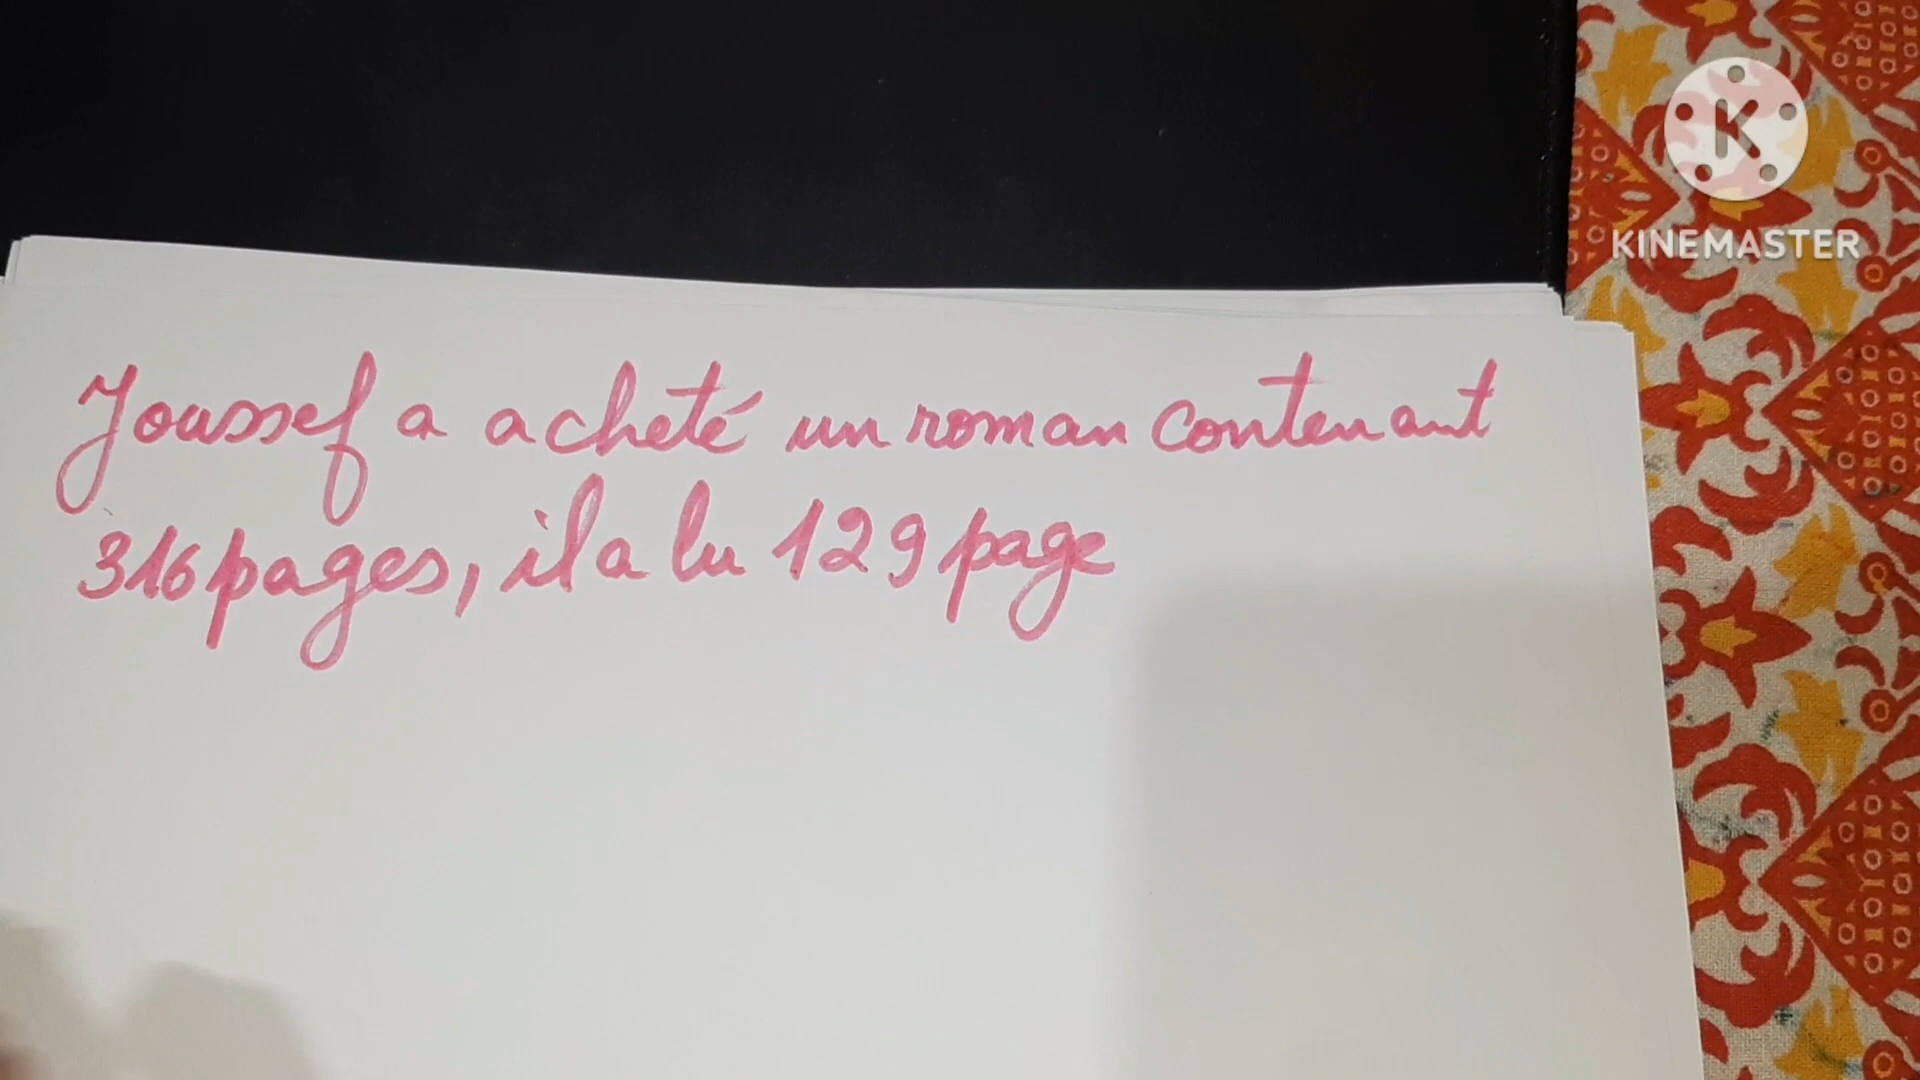 Youssef a acheté un roman contenant
316 pages, il a lu 129 page
K
KINEMASTER